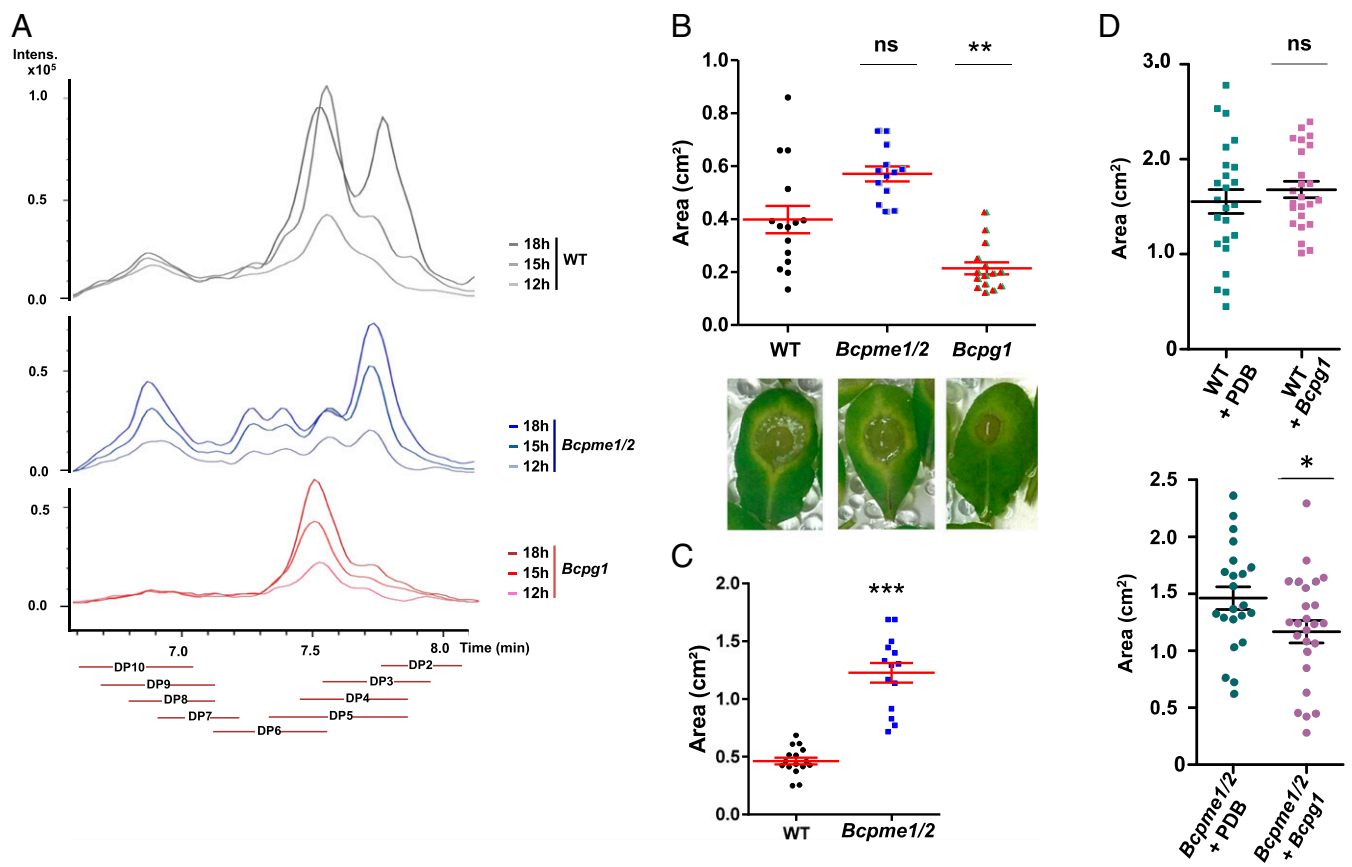 A
Intens.
x10⁵
1.0
0.5
0.0
18h
15h
12h
WT
0.5
0.0
18h
15h
12h
Bcpme1/2
0.5
0.0
18h
15h
12h
Bcpg1
7.0 7.5 8.0 Time (min)
DP10
DP9
DP8
DP7
DP6
DP2
DP3
DP4
DP5
B
ns
**
1.0
0.8
0.6
0.4
0.2
0.0
Area (cm²)
WT Bcpme1/2 Bcpg1
C
***
2.0
1.5
1.0
0.5
0.0
Area (cm²)
WT Bcpme1/2
D
ns
3.0
2.0
1.0
0
Area (cm²)
WT
+ PDB
WT
+ Bcpg1
*
2.5
2.0
1.5
1.0
0.5
0
Area (cm²)
Bcpme1/2
+ PDB
Bcpme1/2
+ Bcpg1